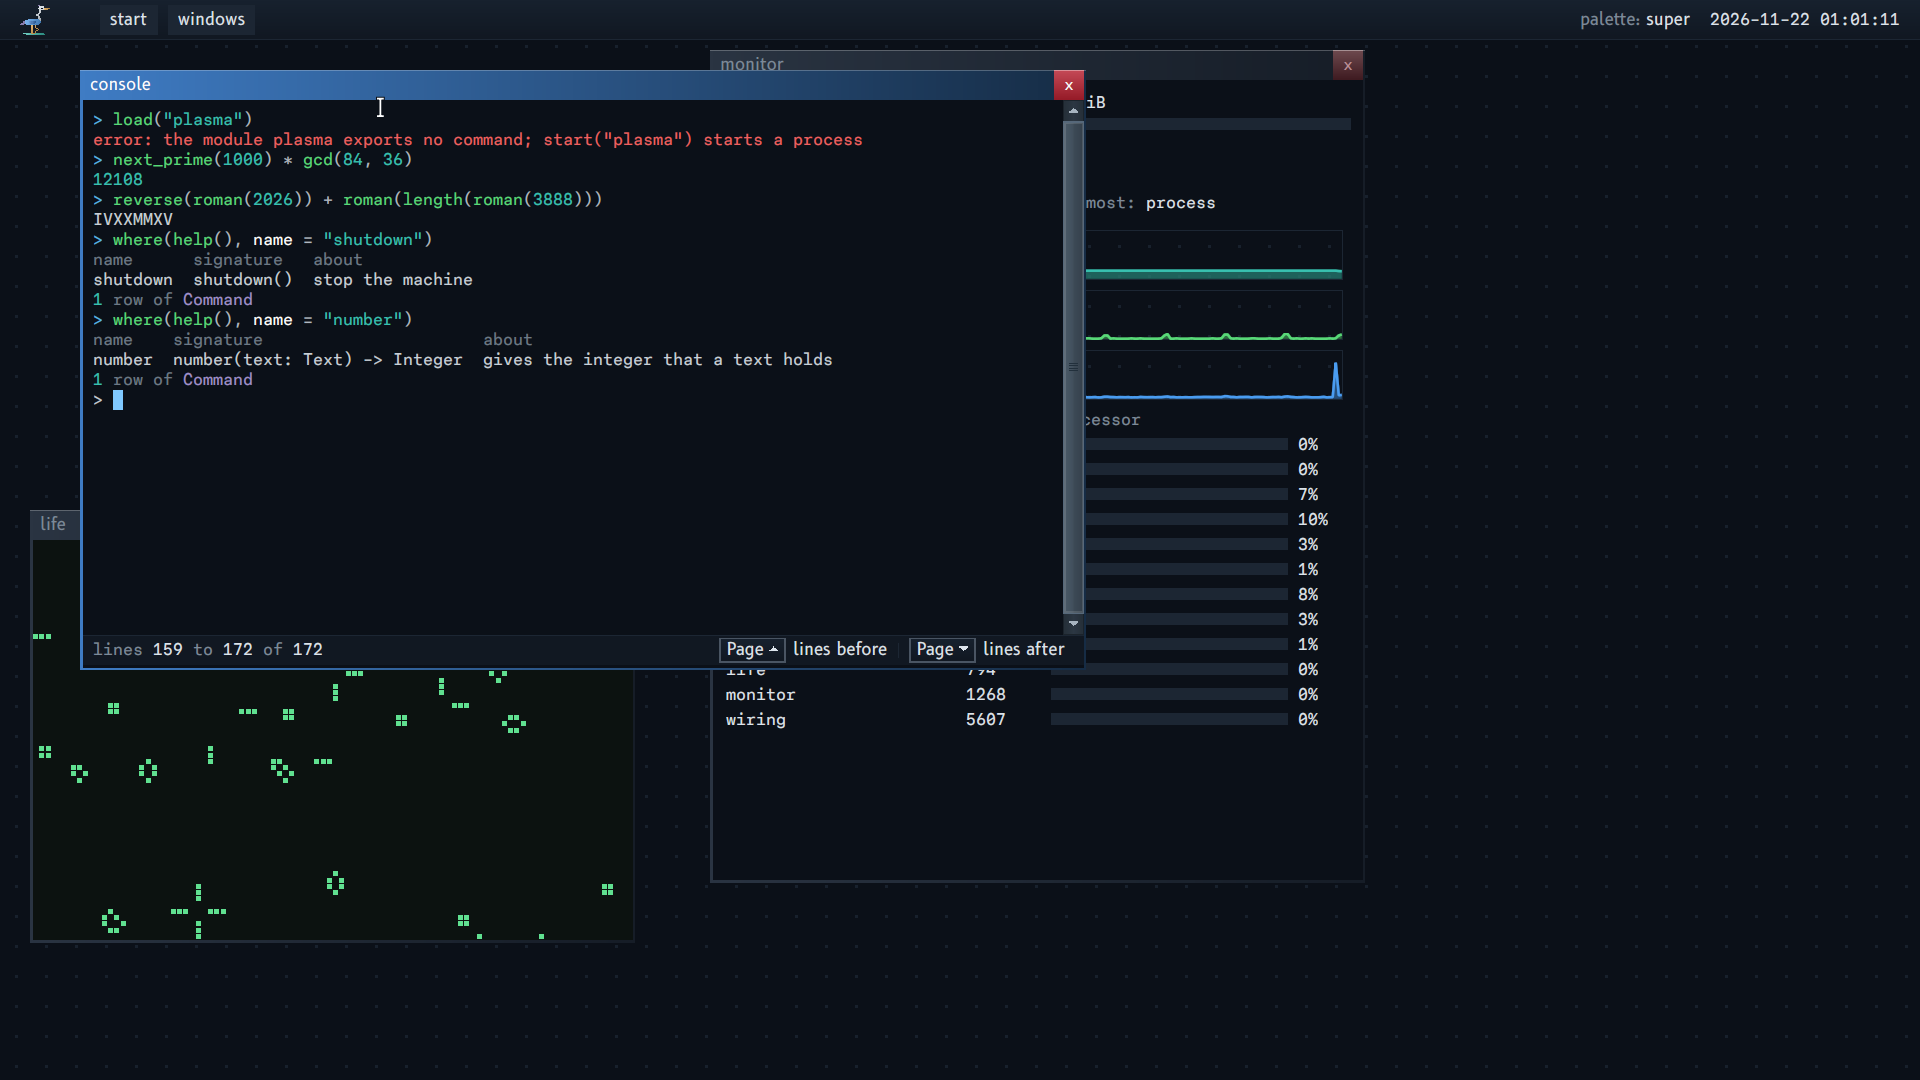 start windows palette: super 2026-11-22 01:01:11
monitor x
console x
iB
> load("plasma")
error: the module plasma exports no command; start("plasma") starts a process
> next_prime(1000) * gcd(84, 36)
12108
> reverse(roman(2026)) + roman(length(roman(3888)))
IVXXMMXV
> where(help(), name = "shutdown")
name signature about
shutdown shutdown() stop the machine
1 row of Command
> where(help(), name = "number")
name signature about
number number(text: Text) -> Integer gives the integer that a text holds
1 row of Command
>
lines 159 to 172 of 172 Page lines before Page lines after
most: process
cessor
0%
0%
7%
10%
3%
1%
8%
3%
1%
life 794 0%
monitor 1268 0%
wiring 5607 0%
life